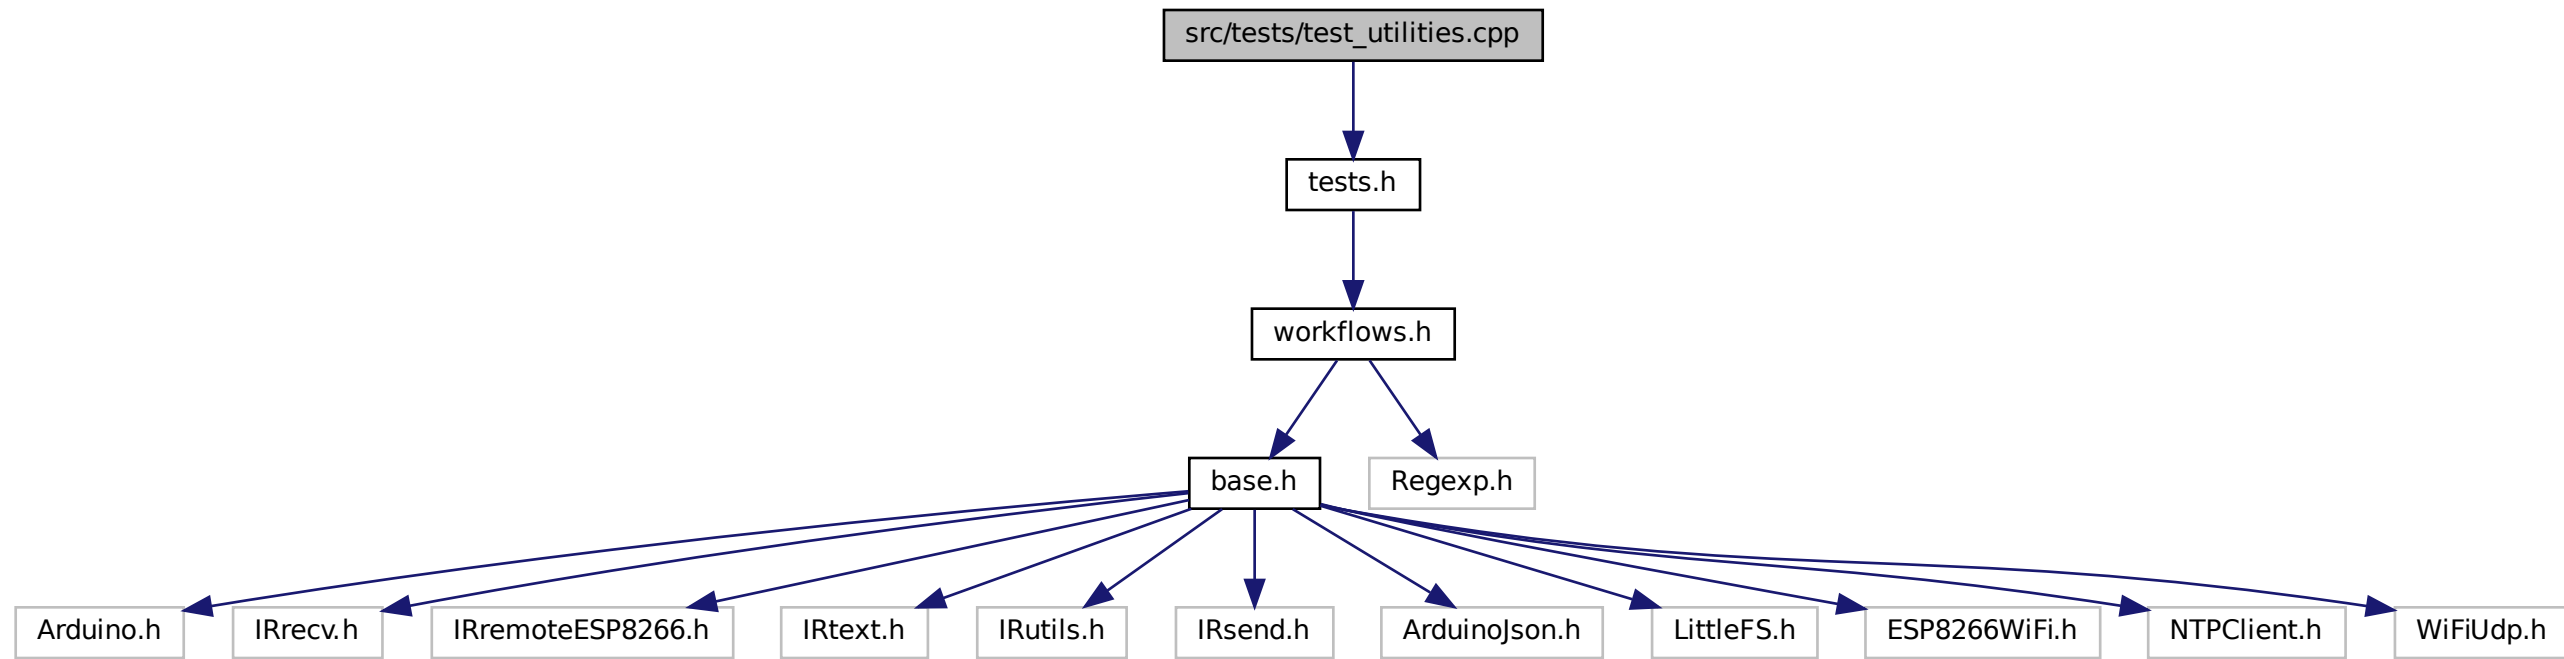 src/tests/test_utilities.cpp
tests.h
workflows.h
base.h
Regexp.h
Arduino.h
IRrecv.h
IRremoteESP8266.h
IRtext.h
IRutils.h
IRsend.h
ArduinoJson.h
LittleFS.h
ESP8266WiFi.h
NTPClient.h
WiFiUdp.h